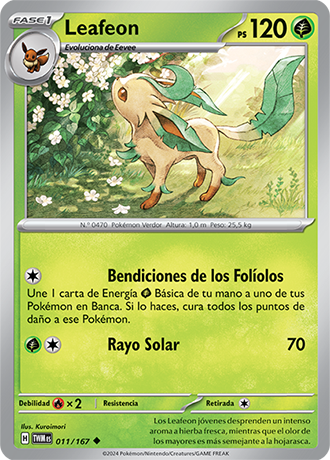 FASE 1
Leafeon
PS 120
Evoluciona de Eevee
N.º 0470 Pokémon Verdor Altura: 1,0 m Peso: 25,5 kg
Bendiciones de los Folíolos
Une 1 carta de Energía Básica de tu mano a uno de tus
Pokémon en Banca. Si lo haces, cura todos los puntos de
daño a ese Pokémon.
Rayo Solar 70
Debilidad ×2 Resistencia Retirada
Ilus. Kuroimori
H TWM ES 011/167
Los Leafeon jóvenes desprenden un intenso
aroma a hierba fresca, mientras que el olor de
los mayores es más semejante a la hojarasca.
©2024 Pokémon/Nintendo/Creatures/GAME FREAK